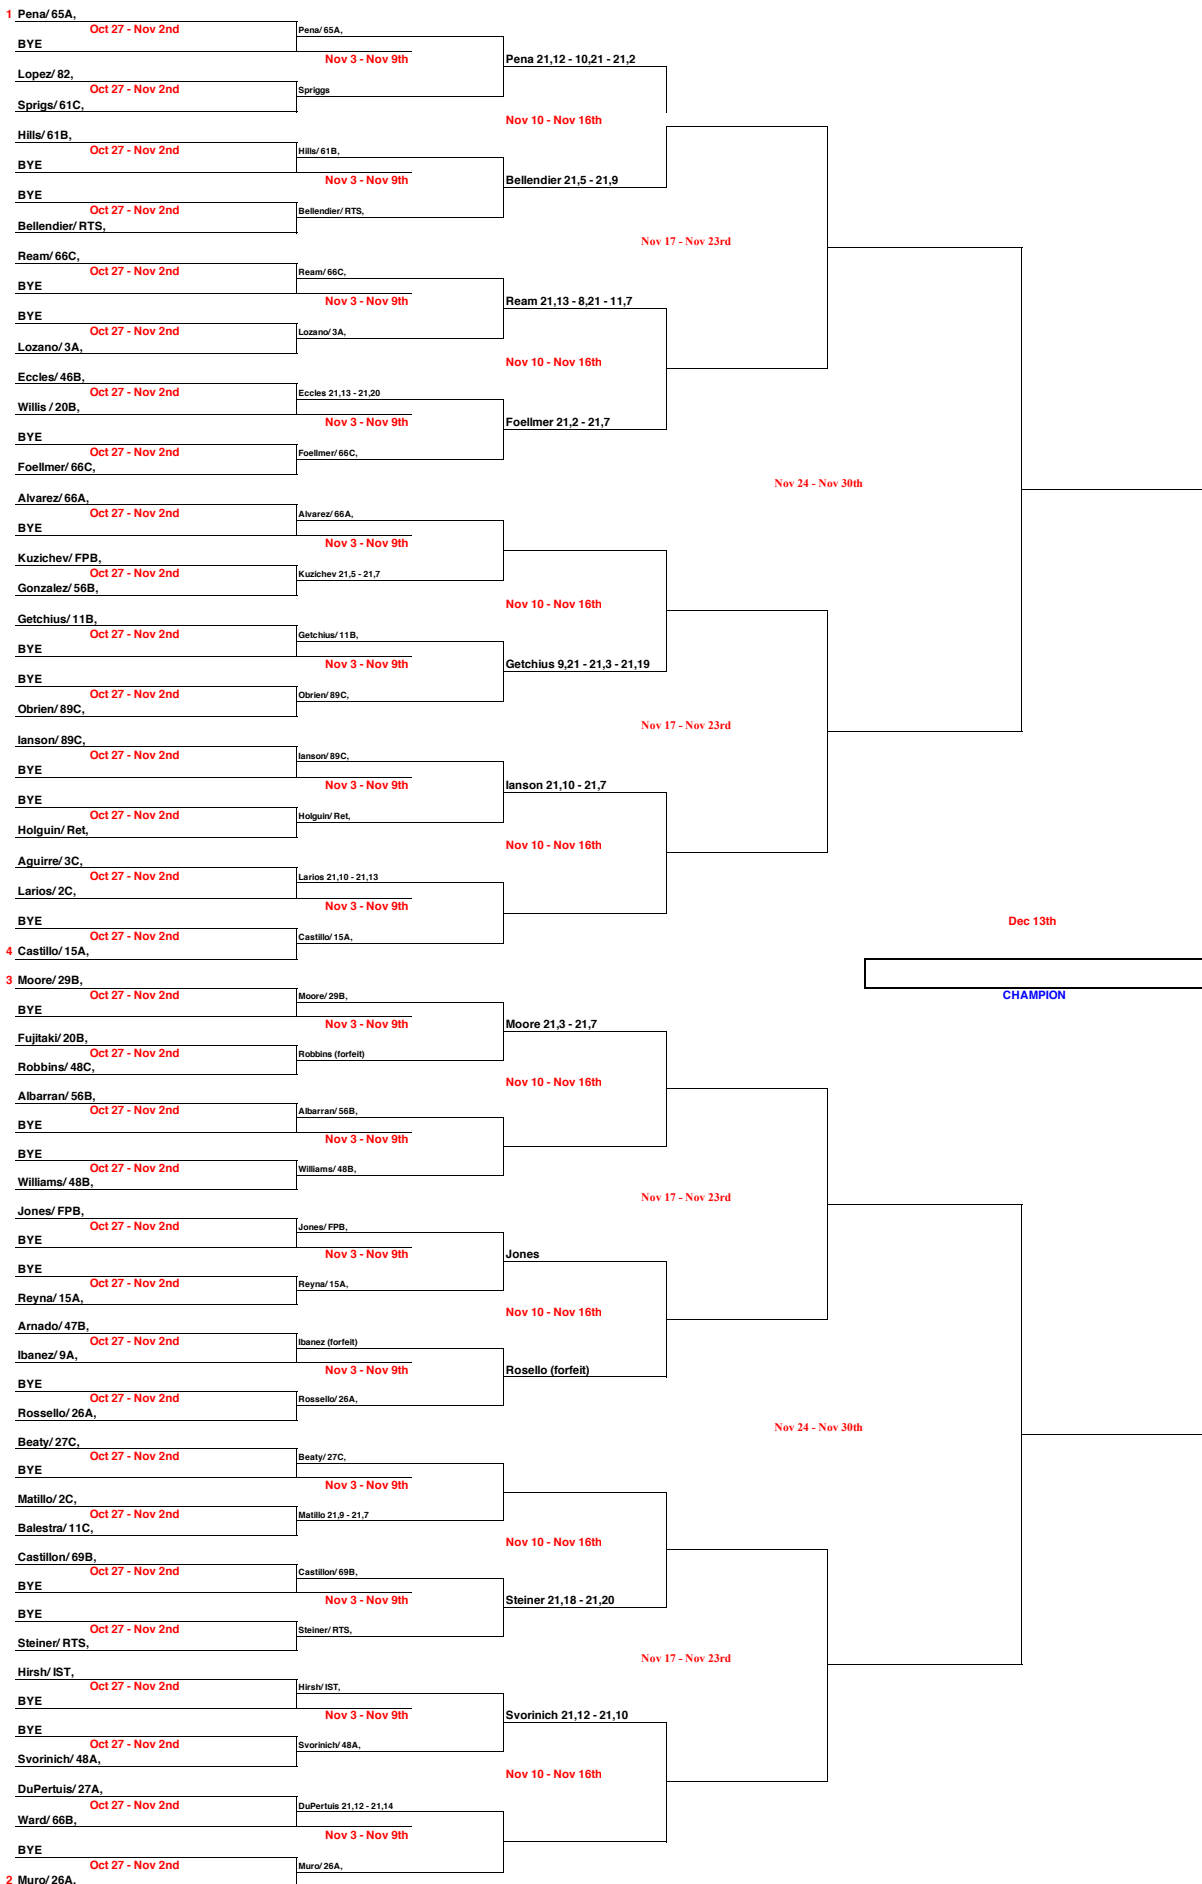 1 Pena/ 65A,
Oct 27 - Nov 2nd
Pena/ 65A,
BYE
Nov 3 - Nov 9th
Pena 21,12 - 10,21 - 21,2
Lopez/ 82,
Oct 27 - Nov 2nd
Spriggs
Sprigs/ 61C,
Nov 10 - Nov 16th
Hills/ 61B,
Oct 27 - Nov 2nd
Hills/ 61B,
BYE
Nov 3 - Nov 9th
Bellendier 21,5 - 21,9
BYE
Oct 27 - Nov 2nd
Bellendier/ RTS,
Bellendier/ RTS,
Nov 17 - Nov 23rd
Ream/ 66C,
Oct 27 - Nov 2nd
Ream/ 66C,
BYE
Nov 3 - Nov 9th
Ream 21,13 - 8,21 - 11,7
BYE
Oct 27 - Nov 2nd
Lozano/ 3A,
Lozano/ 3A,
Nov 10 - Nov 16th
Eccles/ 46B,
Oct 27 - Nov 2nd
Eccles 21,13 - 21,20
Willis / 20B,
Nov 3 - Nov 9th
Foellmer 21,2 - 21,7
BYE
Oct 27 - Nov 2nd
Foellmer/ 66C,
Foellmer/ 66C,
Nov 24 - Nov 30th
Alvarez/ 66A,
Oct 27 - Nov 2nd
Alvarez/ 66A,
BYE
Nov 3 - Nov 9th
Kuzichev/ FPB,
Oct 27 - Nov 2nd
Kuzichev 21,5 - 21,7
Gonzalez/ 56B,
Nov 10 - Nov 16th
Getchius/ 11B,
Oct 27 - Nov 2nd
Getchius/ 11B,
BYE
Nov 3 - Nov 9th
Getchius 9,21 - 21,3 - 21,19
BYE
Oct 27 - Nov 2nd
Obrien/ 89C,
Obrien/ 89C,
Nov 17 - Nov 23rd
Ianson/ 89C,
Oct 27 - Nov 2nd
Ianson/ 89C,
BYE
Nov 3 - Nov 9th
Ianson 21,10 - 21,7
BYE
Oct 27 - Nov 2nd
Holguin/ Ret,
Holguin/ Ret,
Nov 10 - Nov 16th
Aguirre/ 3C,
Oct 27 - Nov 2nd
Larios 21,10 - 21,13
Larios/ 2C,
Nov 3 - Nov 9th
BYE
Dec 13th
Oct 27 - Nov 2nd
Castillo/ 15A,
4 Castillo/ 15A,
3 Moore/ 29B,
Oct 27 - Nov 2nd
Moore/ 29B,
CHAMPION
BYE
Nov 3 - Nov 9th
Moore 21,3 - 21,7
Fujitaki/ 20B,
Oct 27 - Nov 2nd
Robbins (forfeit)
Robbins/ 48C,
Nov 10 - Nov 16th
Albarran/ 56B,
Oct 27 - Nov 2nd
Albarran/ 56B,
BYE
Nov 3 - Nov 9th
BYE
Oct 27 - Nov 2nd
Williams/ 48B,
Williams/ 48B,
Nov 17 - Nov 23rd
Jones/ FPB,
Oct 27 - Nov 2nd
Jones/ FPB,
BYE
Nov 3 - Nov 9th
Jones
BYE
Oct 27 - Nov 2nd
Reyna/ 15A,
Reyna/ 15A,
Nov 10 - Nov 16th
Arnado/ 47B,
Oct 27 - Nov 2nd
Ibanez (forfeit)
Ibanez/ 9A,
Nov 3 - Nov 9th
Rosello (forfeit)
BYE
Oct 27 - Nov 2nd
Rossello/ 26A,
Rossello/ 26A,
Nov 24 - Nov 30th
Beaty/ 27C,
Oct 27 - Nov 2nd
Beaty/ 27C,
BYE
Nov 3 - Nov 9th
Matillo/ 2C,
Oct 27 - Nov 2nd
Matillo 21,9 - 21,7
Balestra/ 11C,
Nov 10 - Nov 16th
Castillon/ 69B,
Oct 27 - Nov 2nd
Castillon/ 69B,
BYE
Nov 3 - Nov 9th
Steiner 21,18 - 21,20
BYE
Oct 27 - Nov 2nd
Steiner/ RTS,
Steiner/ RTS,
Nov 17 - Nov 23rd
Hirsh/ IST,
Oct 27 - Nov 2nd
Hirsh/ IST,
BYE
Nov 3 - Nov 9th
Svorinich 21,12 - 21,10
BYE
Oct 27 - Nov 2nd
Svorinich/ 48A,
Svorinich/ 48A,
Nov 10 - Nov 16th
DuPertuis/ 27A,
Oct 27 - Nov 2nd
DuPertuis 21,12 - 21,14
Ward/ 66B,
Nov 3 - Nov 9th
BYE
Oct 27 - Nov 2nd
Muro/ 26A,
2 Muro/ 26A,